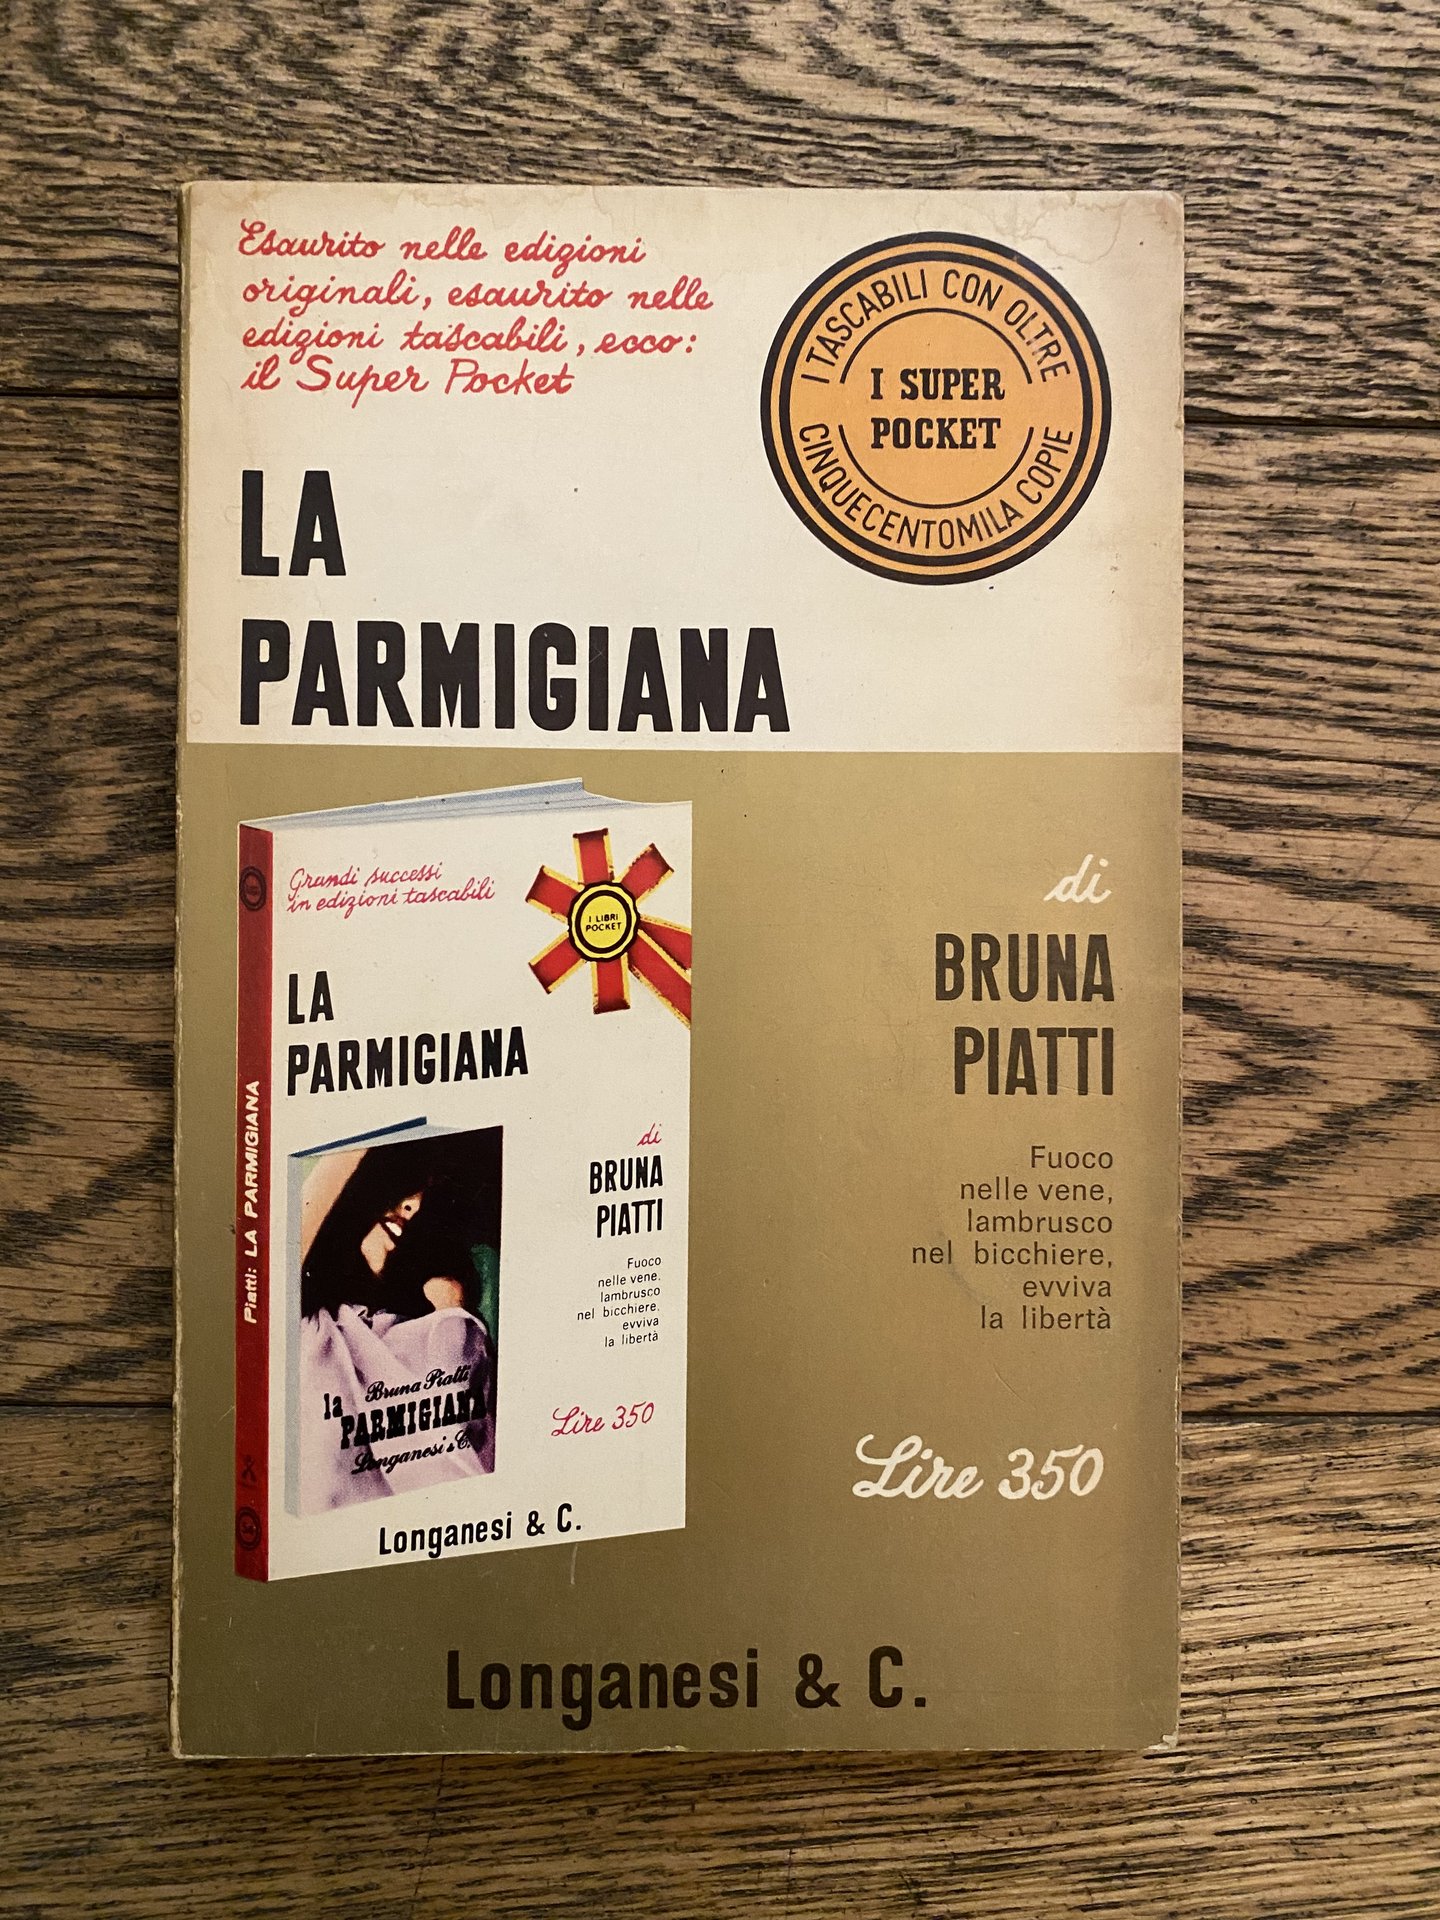 Esaurito nelle edizioni
originali, esaurito nelle
edizioni tascabili, ecco:
il Super Pocket
I TASCABILI CON OLTRE
I SUPER
POCKET
CINQUECENTOMILA COPIE
LA
PARMIGIANA
Grandi successi
in edizioni tascabili
I LIBRI
POCKET
LA
PARMIGIANA
Piatti: LA PARMIGIANA
di
BRUNA
PIATTI
Fuoco
nelle vene,
lambrusco
nel bicchiere,
evviva
la libertà
Bruna Piatti
la
PARMIGIANA
Longanesi & C.
Lire 350
Longanesi & C.
di
BRUNA
PIATTI
Fuoco
nelle vene,
lambrusco
nel bicchiere,
evviva
la libertà
Lire 350
Longanesi & C.